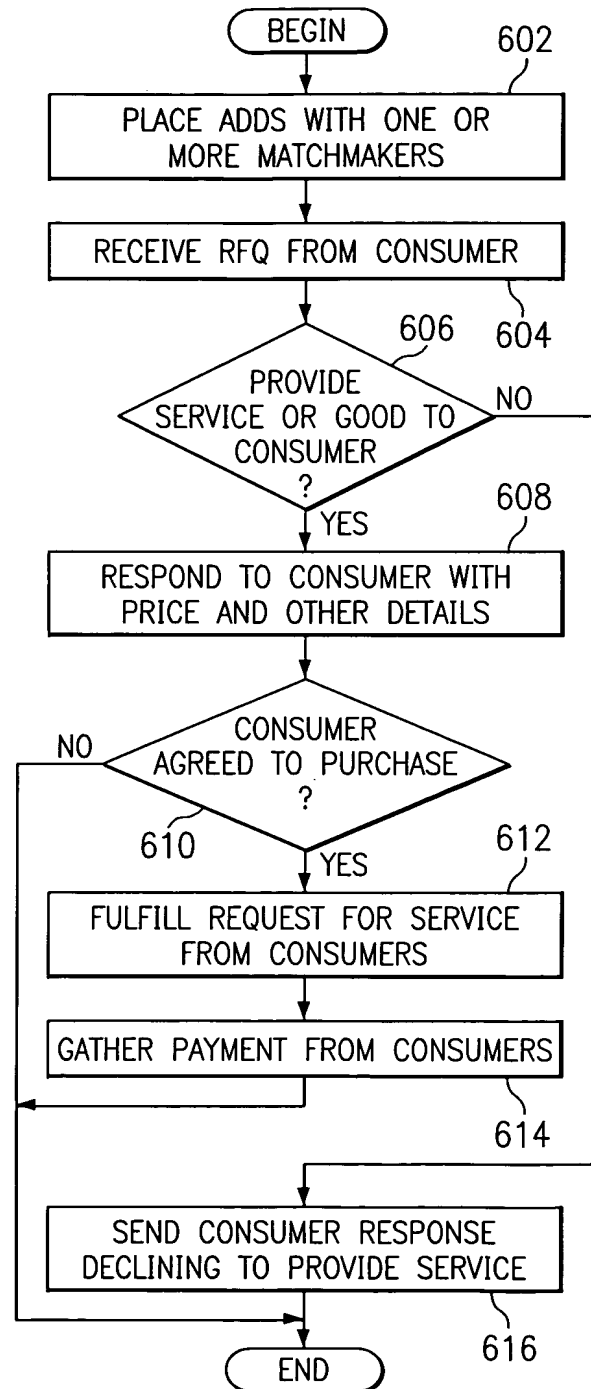 BEGIN
602
PLACE ADDS WITH ONE OR
MORE MATCHMAKERS
RECEIVE RFQ FROM CONSUMER
604
606
PROVIDE
SERVICE OR GOOD TO
CONSUMER
?
NO
YES
608
RESPOND TO CONSUMER WITH
PRICE AND OTHER DETAILS
CONSUMER
AGREED TO PURCHASE
?
NO
610
YES
612
FULFILL REQUEST FOR SERVICE
FROM CONSUMERS
GATHER PAYMENT FROM CONSUMERS
614
SEND CONSUMER RESPONSE
DECLINING TO PROVIDE SERVICE
616
END